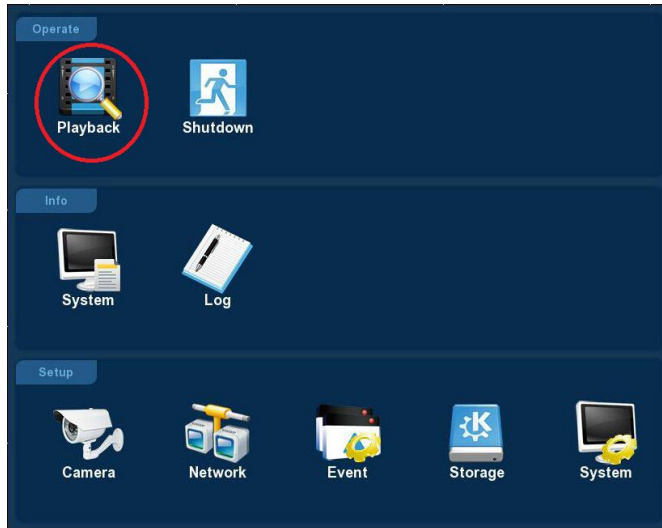 Operate
Playback Shutdown
Info
System Log
Setup
Camera Network Event Storage System